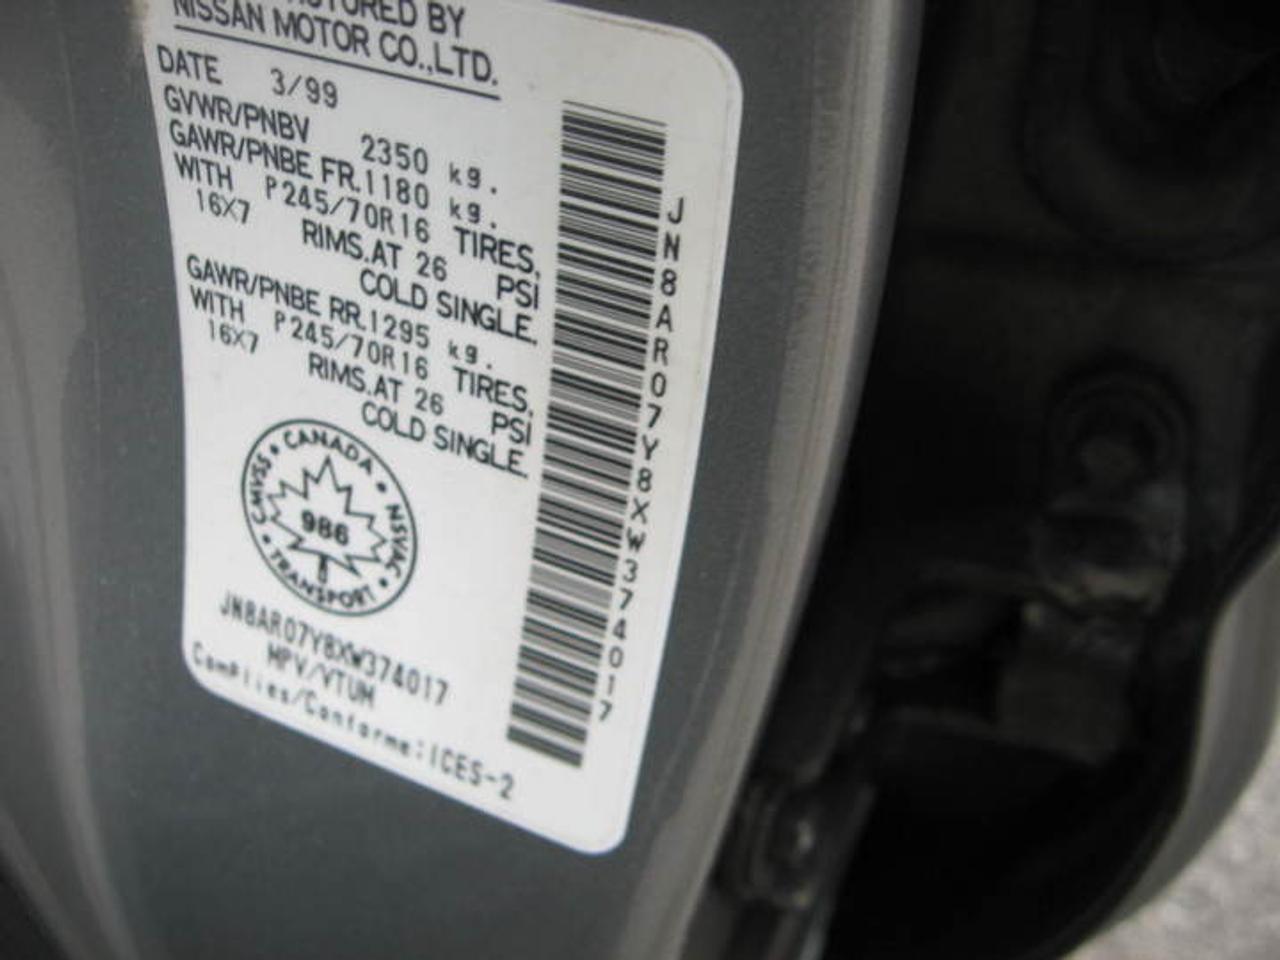 NISSAN MOTOR CO.,LTD.
DATE 3/99
GVWR/PNBV 2350 kg.
GAWR/PNBE FR.1180 kg.
WITH P245/70R16 TIRES,
16X7 RIMS.AT 26 PSI
COLD SINGLE.
GAWR/PNBE RR.1295 kg.
WITH P245/70R16 TIRES,
16X7 RIMS.AT 26 PSI
COLD SINGLE.
CANADA • NSVAC • TRANSPORT • CMVSS •
986
JN8AR07Y8XW374017
MPV/VTUM
Complies/Conforme:ICES-2
JN8AR07Y8XW374017